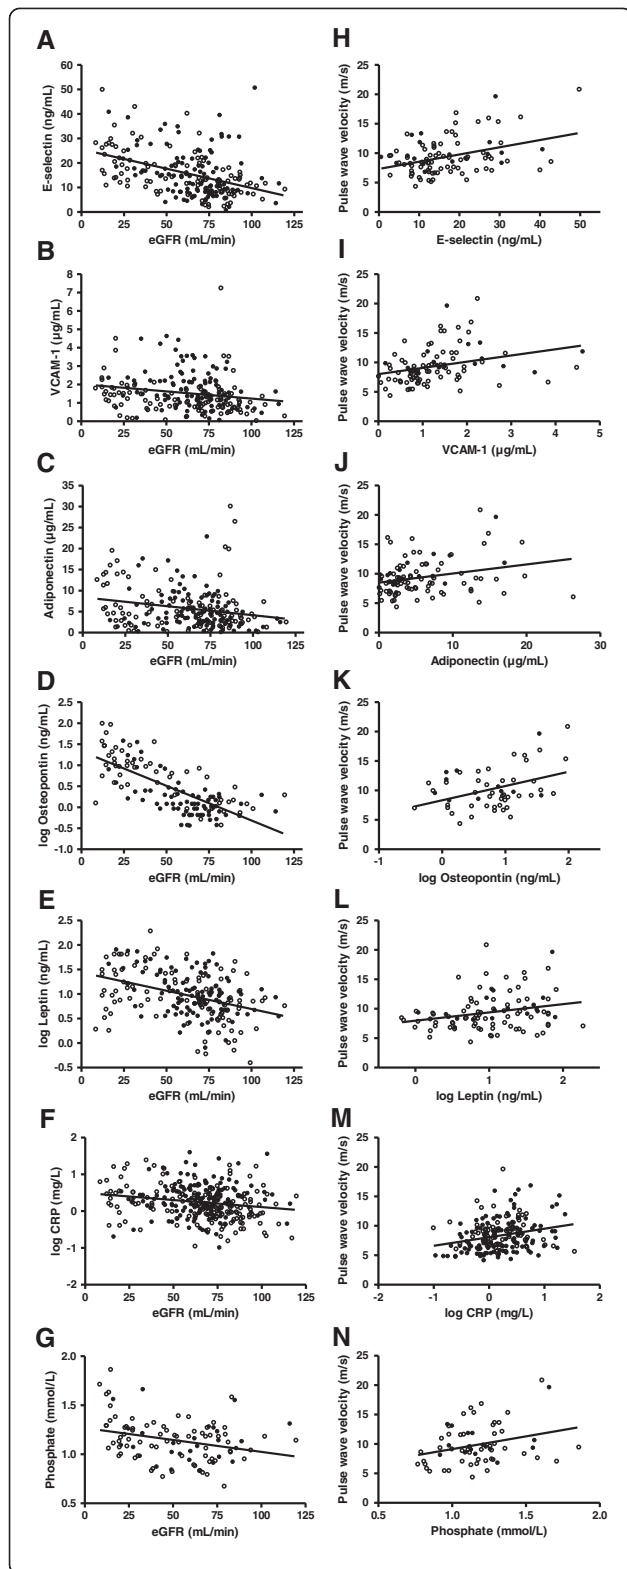 A
E-selectin (ng/mL)
60
50
40
30
20
10
0
0 25 50 75 100 125
eGFR (mL/min)
H
Pulse wave velocity (m/s)
25
20
15
10
5
0
0 10 20 30 40 50
E-selectin (ng/mL)
B
VCAM-1 (µg/mL)
8
7
6
5
4
3
2
1
0
0 25 50 75 100 125
eGFR (mL/min)
I
Pulse wave velocity (m/s)
25
20
15
10
5
0
0 1 2 3 4 5
VCAM-1 (µg/mL)
C
Adiponectin (µg/mL)
35
30
25
20
15
10
5
0
0 25 50 75 100 125
eGFR (mL/min)
J
Pulse wave velocity (m/s)
25
20
15
10
5
0
0 10 20 30
Adiponectin (µg/mL)
D
log Osteopontin (ng/mL)
2.5
2.0
1.5
1.0
0.5
0.0
-0.5
-1.0
0 25 50 75 100 125
eGFR (mL/min)
K
Pulse wave velocity (m/s)
25
20
15
10
5
0
-1 0 1 2
log Osteopontin (ng/mL)
E
log Leptin (ng/mL)
2.5
2.0
1.5
1.0
0.5
0.0
-0.5
0 25 50 75 100 125
eGFR (mL/min)
L
Pulse wave velocity (m/s)
25
20
15
10
5
0
0 1 2
log Leptin (ng/mL)
F
log CRP (mg/L)
2
1
0
-1
-2
0 25 50 75 100 125
eGFR (mL/min)
M
Pulse wave velocity (m/s)
25
20
15
10
5
0
-2 -1 0 1 2
log CRP (mg/L)
G
Phosphate (mmol/L)
2.0
1.5
1.0
0.5
0 25 50 75 100 125
eGFR (mL/min)
N
Pulse wave velocity (m/s)
25
20
15
10
5
0
0.5 1.0 1.5 2.0
Phosphate (mmol/L)